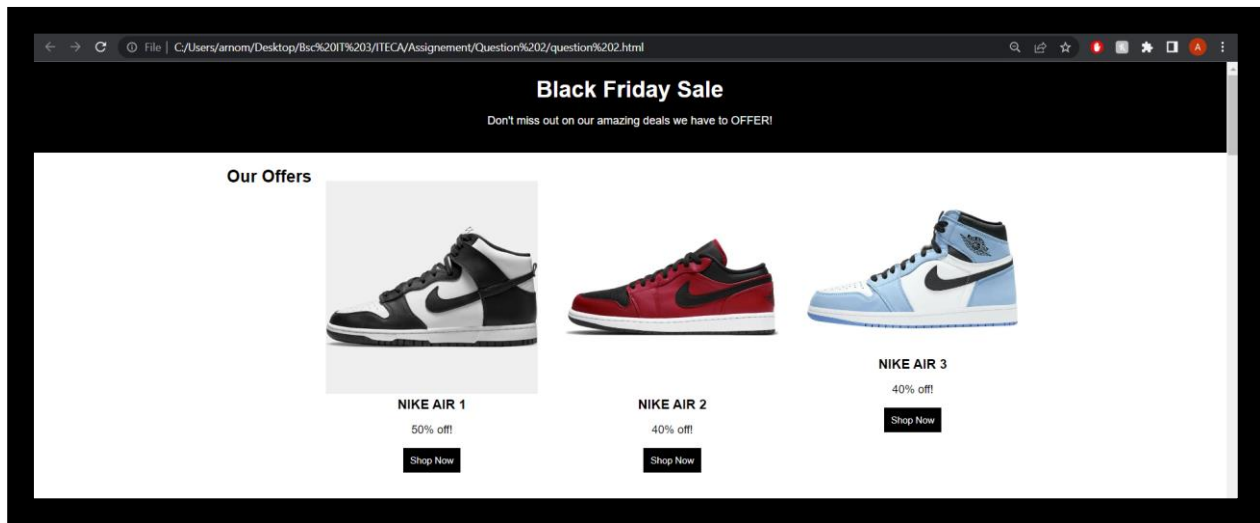 File | C:/Users/arnom/Desktop/Bsc%20IT%203/ITECA/Assignement/Question%202/question%202.html
A
Black Friday Sale
Don't miss out on our amazing deals we have to OFFER!
Our Offers
NIKE AIR 1
50% off!
Shop Now
NIKE AIR 2
40% off!
Shop Now
NIKE AIR 3
40% off!
Shop Now